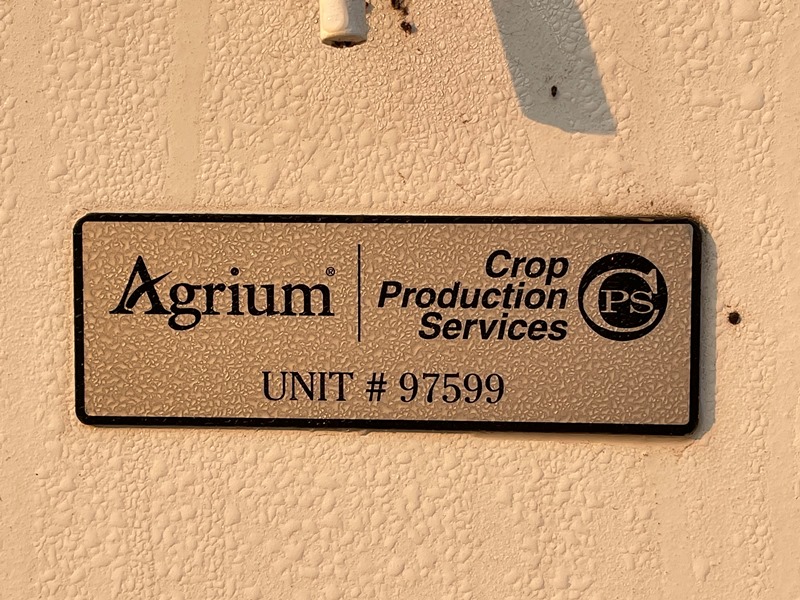 Agrium®
Crop
Production
Services
CPS
UNIT # 97599